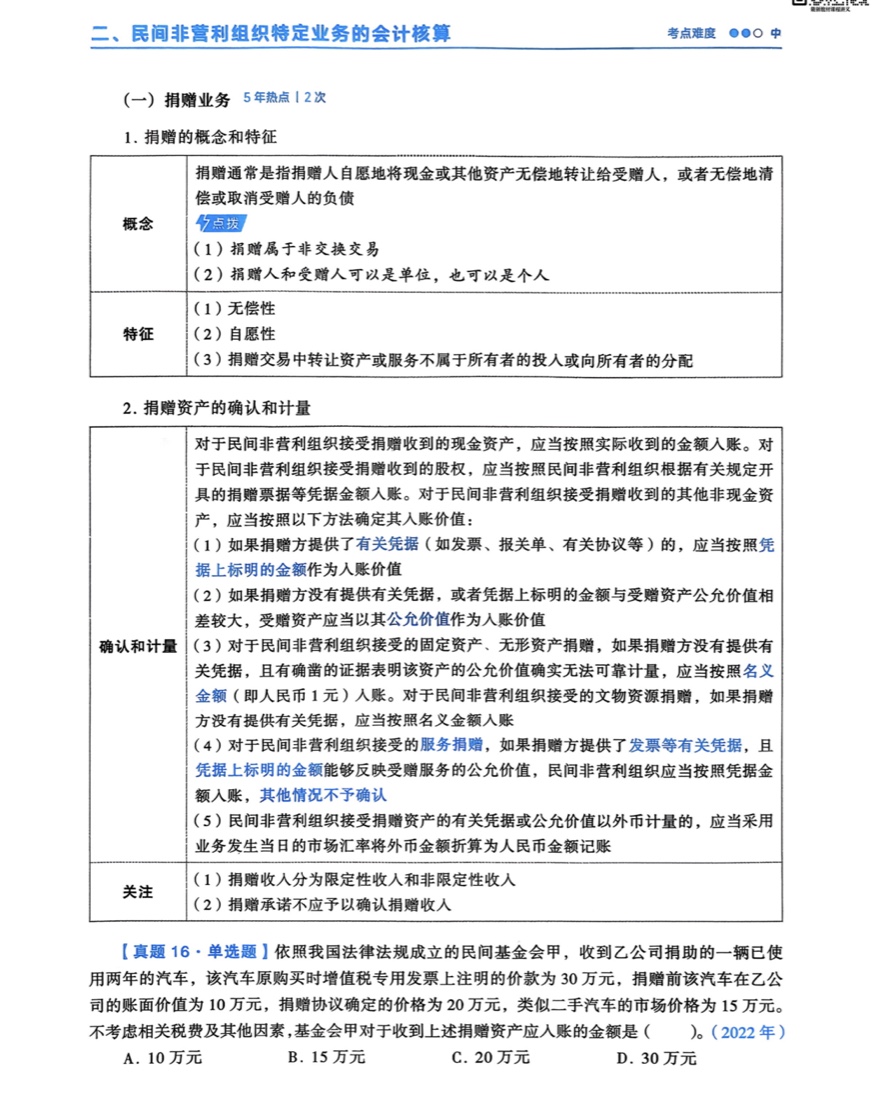 二、民间非营利组织特定业务的会计核算
考点难度 ●●○ 中
（一）捐赠业务 5年热点 | 2次
1. 捐赠的概念和特征
概念
捐赠通常是指捐赠人自愿地将现金或其他资产无偿地转让给受赠人，或者无偿地清
偿或取消受赠人的负债
点拨
（1）捐赠属于非交换交易
（2）捐赠人和受赠人可以是单位，也可以是个人
特征
（1）无偿性
（2）自愿性
（3）捐赠交易中转让资产或服务不属于所有者的投入或向所有者的分配
2. 捐赠资产的确认和计量
确认和计量
对于民间非营利组织接受捐赠收到的现金资产，应当按照实际收到的金额入账。对
于民间非营利组织接受捐赠收到的股权，应当按照民间非营利组织根据有关规定开
具的捐赠票据等凭据金额入账。对于民间非营利组织接受捐赠收到的其他非现金资
产，应当按照以下方法确定其入账价值：
（1）如果捐赠方提供了有关凭据（如发票、报关单、有关协议等）的，应当按照凭
据上标明的金额作为入账价值
（2）如果捐赠方没有提供有关凭据，或者凭据上标明的金额与受赠资产公允价值相
差较大，受赠资产应当以其公允价值作为入账价值
（3）对于民间非营利组织接受的固定资产、无形资产捐赠，如果捐赠方没有提供有
关凭据，且有确凿的证据表明该资产的公允价值确实无法可靠计量，应当按照名义
金额（即人民币1元）入账。对于民间非营利组织接受的文物资源捐赠，如果捐赠
方没有提供有关凭据，应当按照名义金额入账
（4）对于民间非营利组织接受的服务捐赠，如果捐赠方提供了发票等有关凭据，且
凭据上标明的金额能够反映受赠服务的公允价值，民间非营利组织应当按照凭据金
额入账，其他情况不予确认
（5）民间非营利组织接受捐赠资产的有关凭据或公允价值以外币计量的，应当采用
业务发生当日的市场汇率将外币金额折算为人民币金额记账
关注
（1）捐赠收入分为限定性收入和非限定性收入
（2）捐赠承诺不应予以确认捐赠收入
【真题16·单选题】依照我国法律法规成立的民间基金会甲，收到乙公司捐助的一辆已使
用两年的汽车，该汽车原购买时增值税专用发票上注明的价款为30万元，捐赠前该汽车在乙公
司的账面价值为10万元，捐赠协议确定的价格为20万元，类似二手汽车的市场价格为15万元。
不考虑相关税费及其他因素，基金会甲对于收到上述捐赠资产应入账的金额是（　　）。（2022年）
A. 10万元 B. 15万元 C. 20万元 D. 30万元